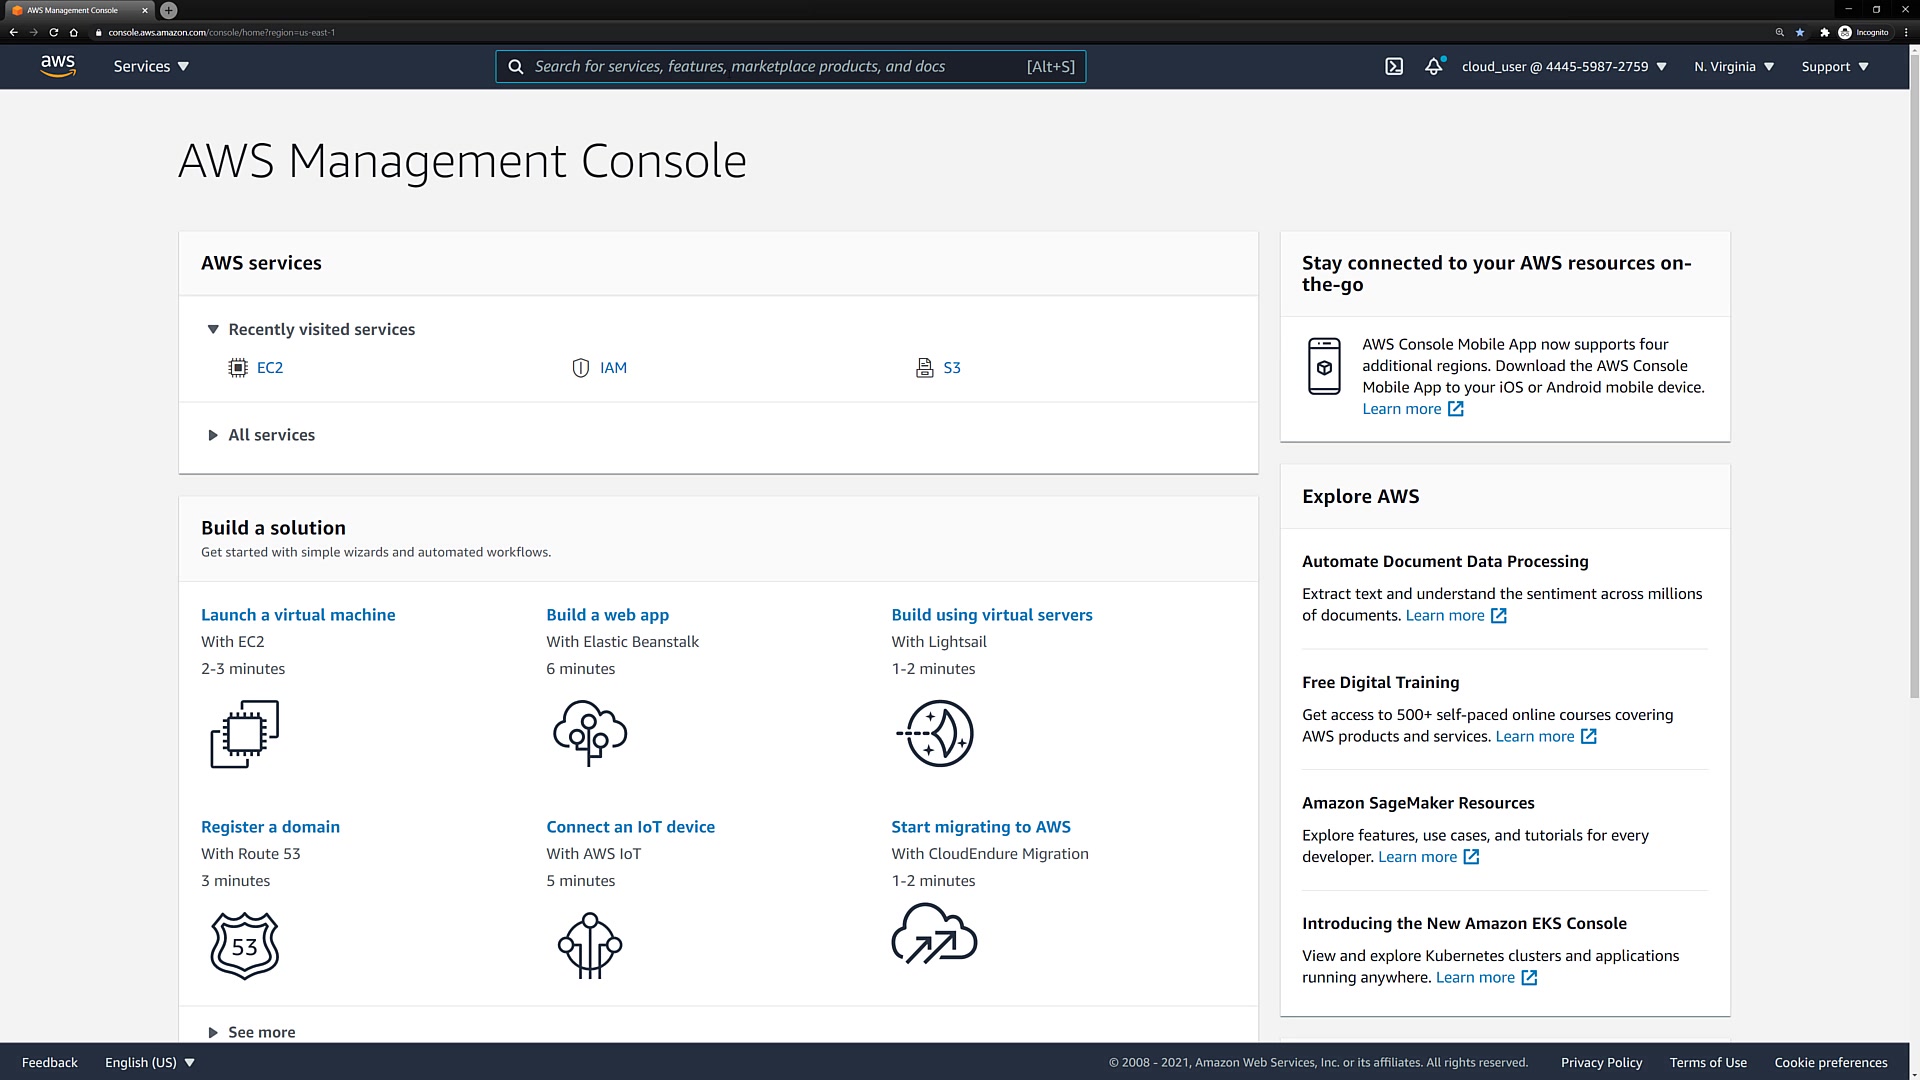 AWS Management Console
console.aws.amazon.com/console/home?region=us-east-1
Incognito
aws
Services
Search for services, features, marketplace products, and docs
[Alt+S]
cloud_user @ 4445-5987-2759
N. Virginia
Support
AWS Management Console
AWS services
Recently visited services
EC2
IAM
S3
All services
Build a solution
Get started with simple wizards and automated workflows.
Launch a virtual machine
With EC2
2-3 minutes
Build a web app
With Elastic Beanstalk
6 minutes
Build using virtual servers
With Lightsail
1-2 minutes
Register a domain
With Route 53
3 minutes
53
Connect an IoT device
With AWS IoT
5 minutes
Start migrating to AWS
With CloudEndure Migration
1-2 minutes
See more
Stay connected to your AWS resources on-
the-go
AWS Console Mobile App now supports four
additional regions. Download the AWS Console
Mobile App to your iOS or Android mobile device.
Learn more
Explore AWS
Automate Document Data Processing
Extract text and understand the sentiment across millions
of documents. Learn more
Free Digital Training
Get access to 500+ self-paced online courses covering
AWS products and services. Learn more
Amazon SageMaker Resources
Explore features, use cases, and tutorials for every
developer. Learn more
Introducing the New Amazon EKS Console
View and explore Kubernetes clusters and applications
running anywhere. Learn more
Feedback
English (US)
© 2008 - 2021, Amazon Web Services, Inc. or its affiliates. All rights reserved.
Privacy Policy
Terms of Use
Cookie preferences